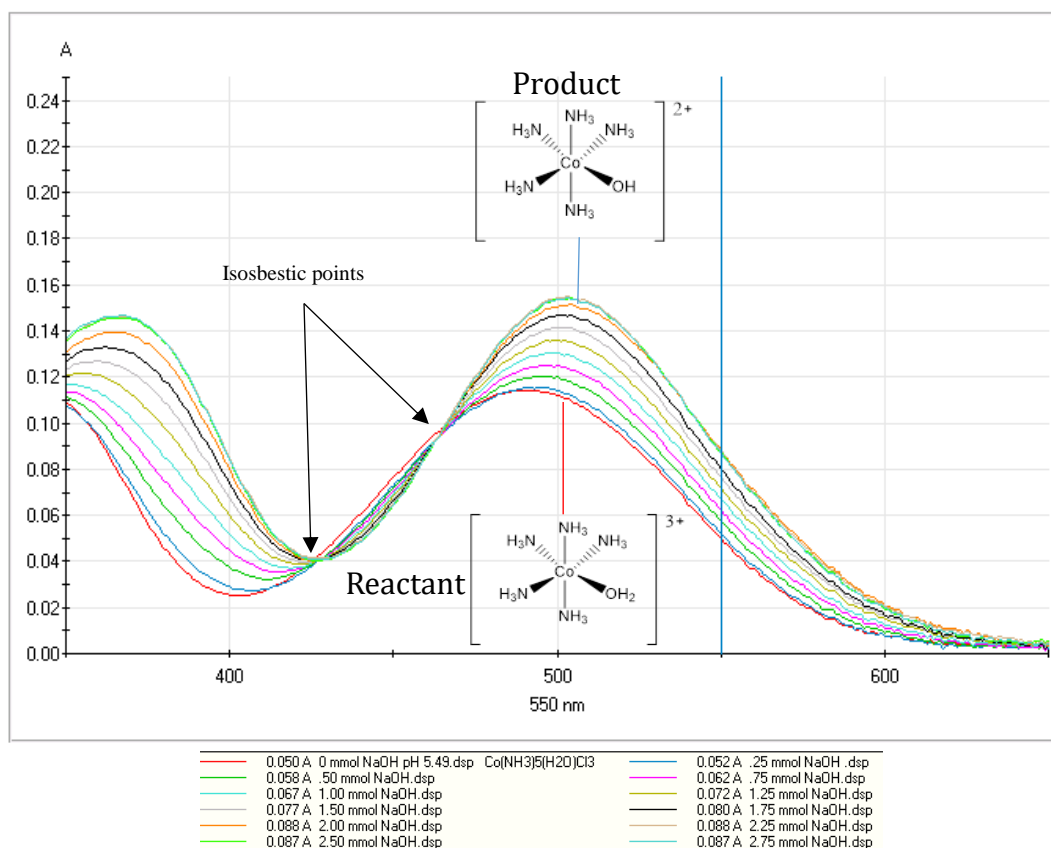 A
0.24
0.22
0.20
0.18
0.16
0.14
0.12
0.10
0.08
0.06
0.04
0.02
0.00
400
500
600
550 nm
Product
2+
NH3
H3N
NH3
Co
H3N
OH
NH3
Isosbestic points
Reactant
3+
NH3
H3N
NH3
Co
H3N
OH2
NH3
0.050 A 0 mmol NaOH pH 5.49.dsp Co(NH3)5(H2O)Cl3
0.052 A .25 mmol NaOH .dsp
0.058 A .50 mmol NaOH.dsp
0.062 A .75 mmol NaOH.dsp
0.067 A 1.00 mmol NaOH.dsp
0.072 A 1.25 mmol NaOH.dsp
0.077 A 1.50 mmol NaOH.dsp
0.080 A 1.75 mmol NaOH.dsp
0.088 A 2.00 mmol NaOH.dsp
0.088 A 2.25 mmol NaOH.dsp
0.087 A 2.50 mmol NaOH.dsp
0.087 A 2.75 mmol NaOH.dsp